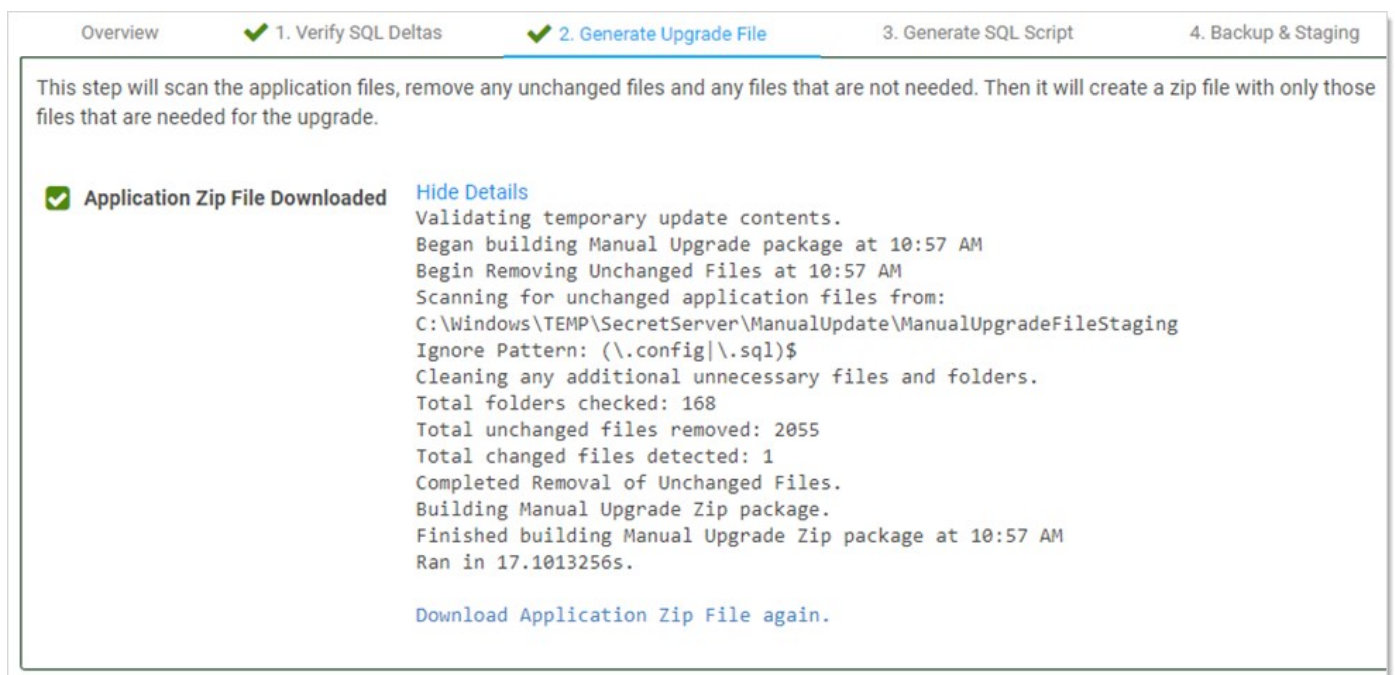 Overview 1. Verify SQL Deltas 2. Generate Upgrade File 3. Generate SQL Script 4. Backup & Staging
This step will scan the application files, remove any unchanged files and any files that are not needed. Then it will create a zip file with only those
files that are needed for the upgrade.
Application Zip File Downloaded Hide Details
Validating temporary update contents.
Began building Manual Upgrade package at 10:57 AM
Begin Removing Unchanged Files at 10:57 AM
Scanning for unchanged application files from:
C:\Windows\TEMP\SecretServer\ManualUpdate\ManualUpgradeFileStaging
Ignore Pattern: (\.config|\.sql)$
Cleaning any additional unnecessary files and folders.
Total folders checked: 168
Total unchanged files removed: 2055
Total changed files detected: 1
Completed Removal of Unchanged Files.
Building Manual Upgrade Zip package.
Finished building Manual Upgrade Zip package at 10:57 AM
Ran in 17.1013256s.
Download Application Zip File again.